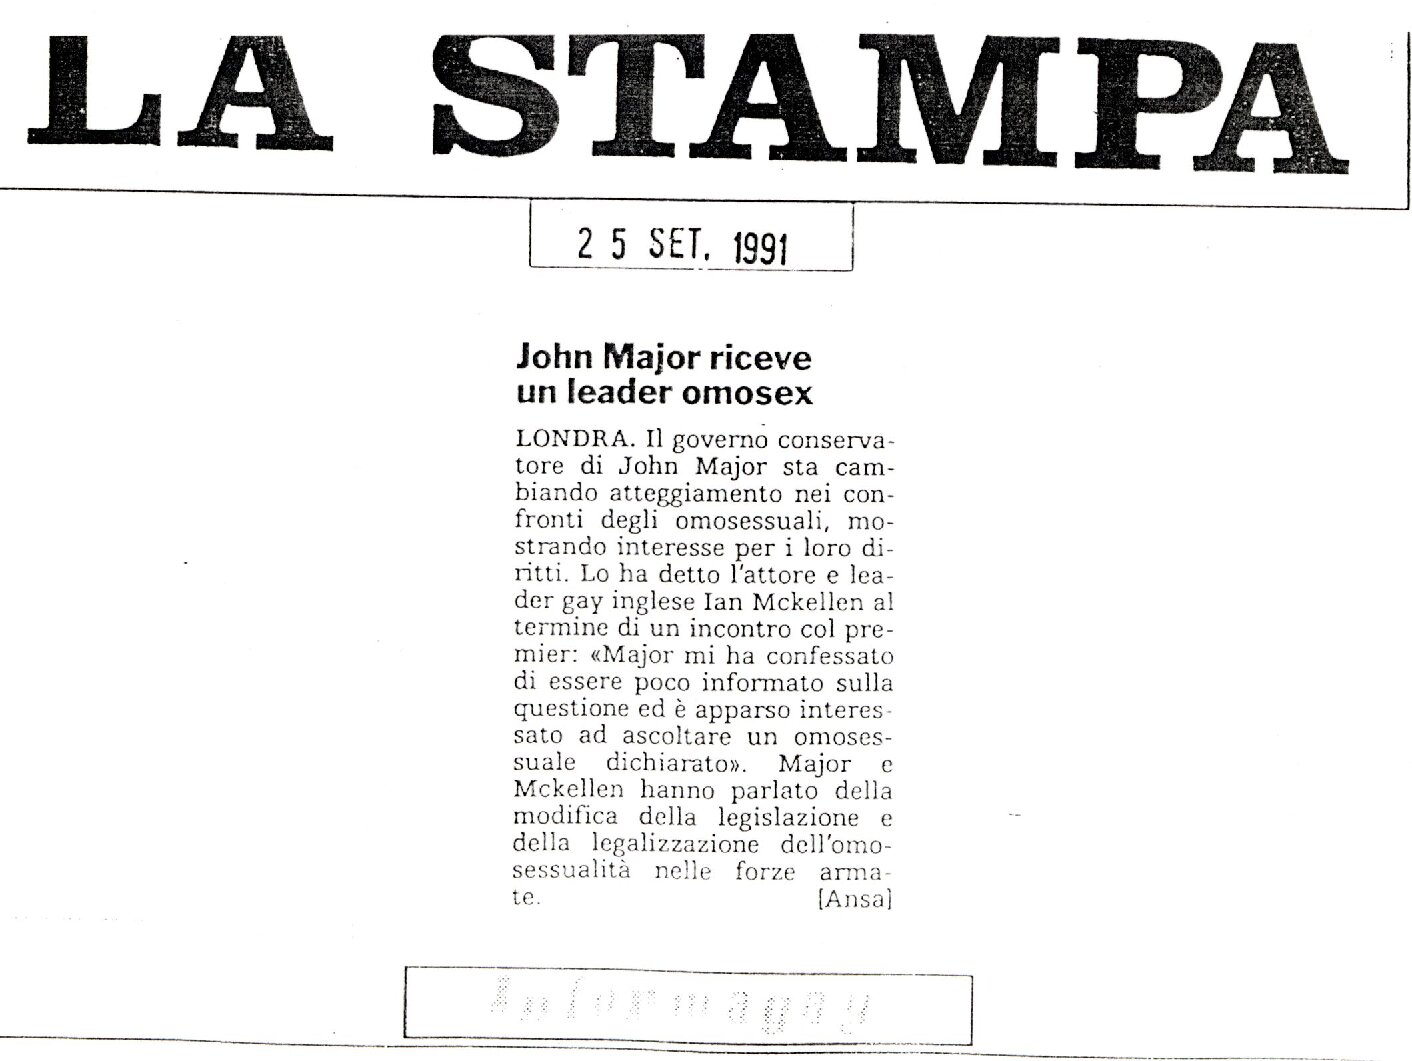 LA STAMPA
25 SET. 1991
John Major riceve
un leader omosex
LONDRA. Il governo conserva-
tore di John Major sta cam-
biando atteggiamento nei con-
fronti degli omosessuali, mo-
strando interesse per i loro di-
ritti. Lo ha detto l'attore e lea-
der gay inglese Ian Mckellen al
termine di un incontro col pre-
mier: «Major mi ha confessato
di essere poco informato sulla
questione ed è apparso interes-
sato ad ascoltare un omoses-
suale dichiarato». Major e
Mckellen hanno parlato della
modifica della legislazione e
della legalizzazione dell'omo-
sessualità nelle forze arma-
te. [Ansa]
Informagay